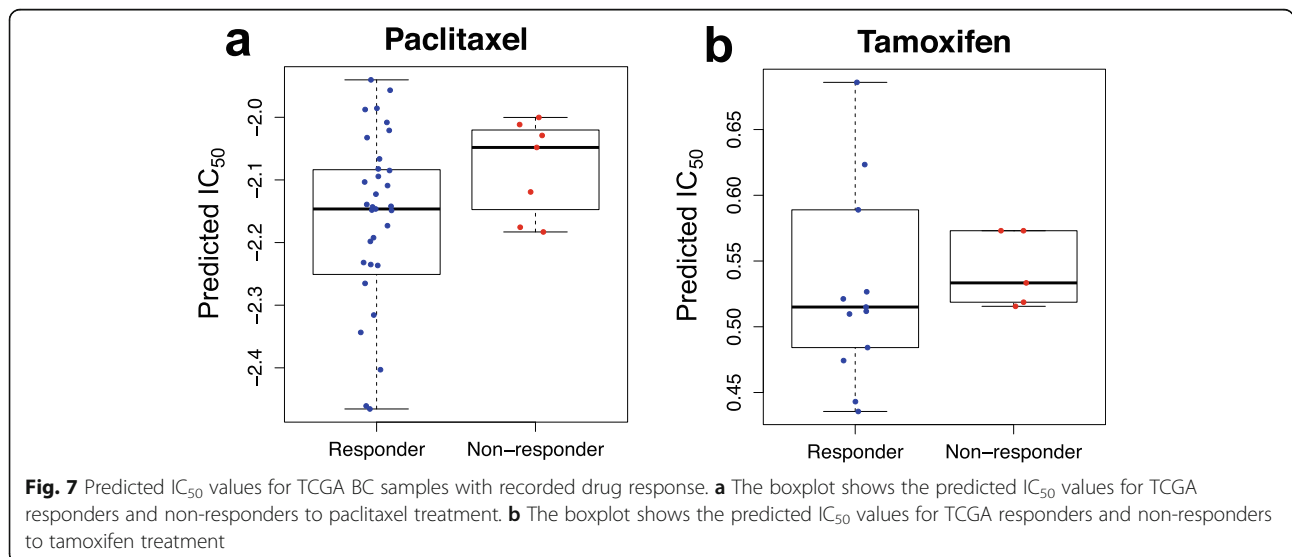 a
Paclitaxel
Predicted IC50
−2.0
−2.1
−2.2
−2.3
−2.4
Responder
Non−responder
b
Tamoxifen
Predicted IC50
0.65
0.60
0.55
0.50
0.45
Responder
Non−responder
Fig. 7 Predicted IC50 values for TCGA BC samples with recorded drug response. a The boxplot shows the predicted IC50 values for TCGA
responders and non-responders to paclitaxel treatment. b The boxplot shows the predicted IC50 values for TCGA responders and non-responders
to tamoxifen treatment